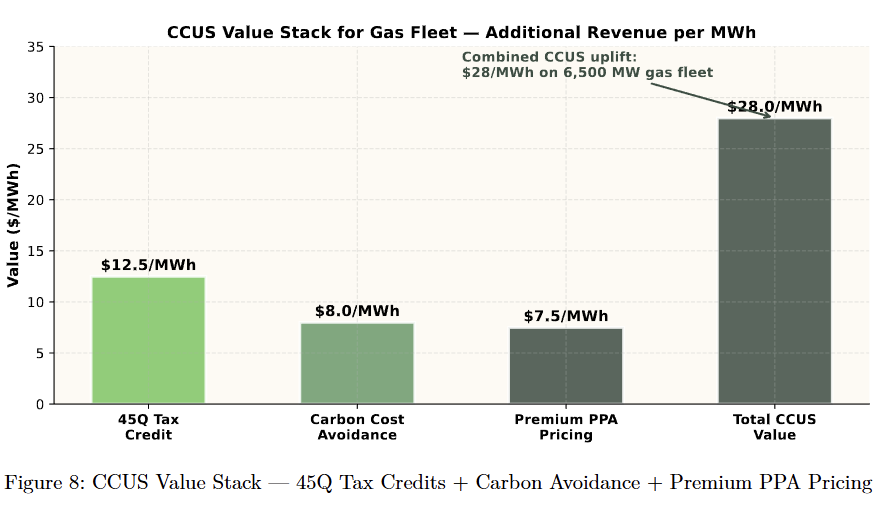 CCUS Value Stack for Gas Fleet — Additional Revenue per MWh
Combined CCUS uplift:
$28/MWh on 6,500 MW gas fleet
Value ($/MWh)
35
30
25
20
15
10
5
0
$12.5/MWh
$8.0/MWh
$7.5/MWh
$28.0/MWh
45Q Tax
Credit
Carbon Cost
Avoidance
Premium PPA
Pricing
Total CCUS
Value
Figure 8: CCUS Value Stack — 45Q Tax Credits + Carbon Avoidance + Premium PPA Pricing